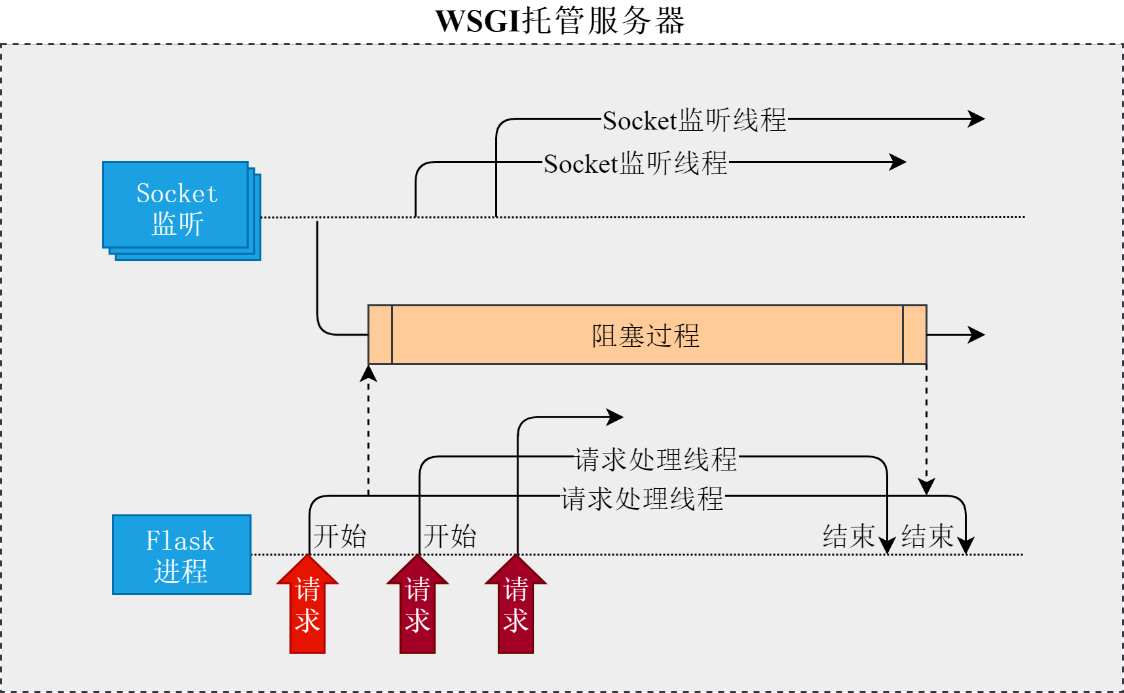 WSGI托管服务器
Socket监听线程
Socket监听线程
Socket
监听
阻塞过程
请求处理线程
请求处理线程
开始
开始
结束
结束
Flask
进程
请
求
请
求
请
求